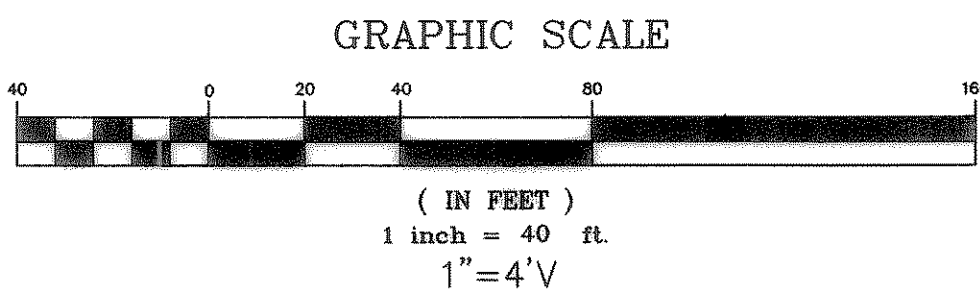 GRAPHIC SCALE
40 0 20 40 80 16
( IN FEET )
1 inch = 40 ft.
1"=4'V